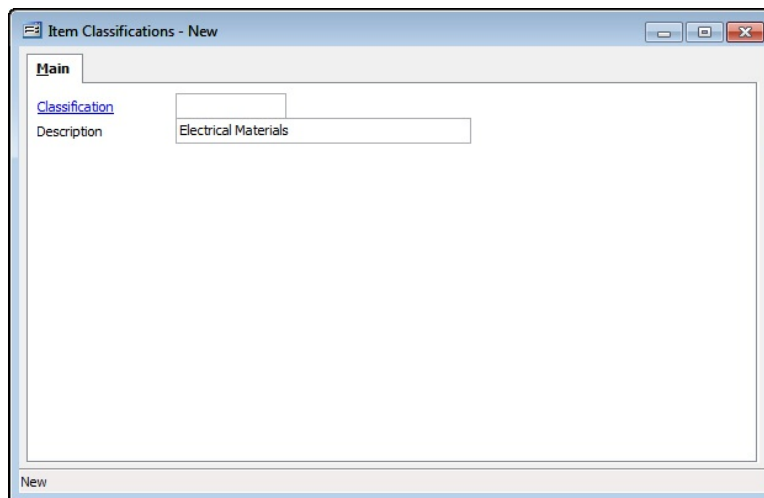 Item Classifications - New
Main
Classification
Description Electrical Materials
New